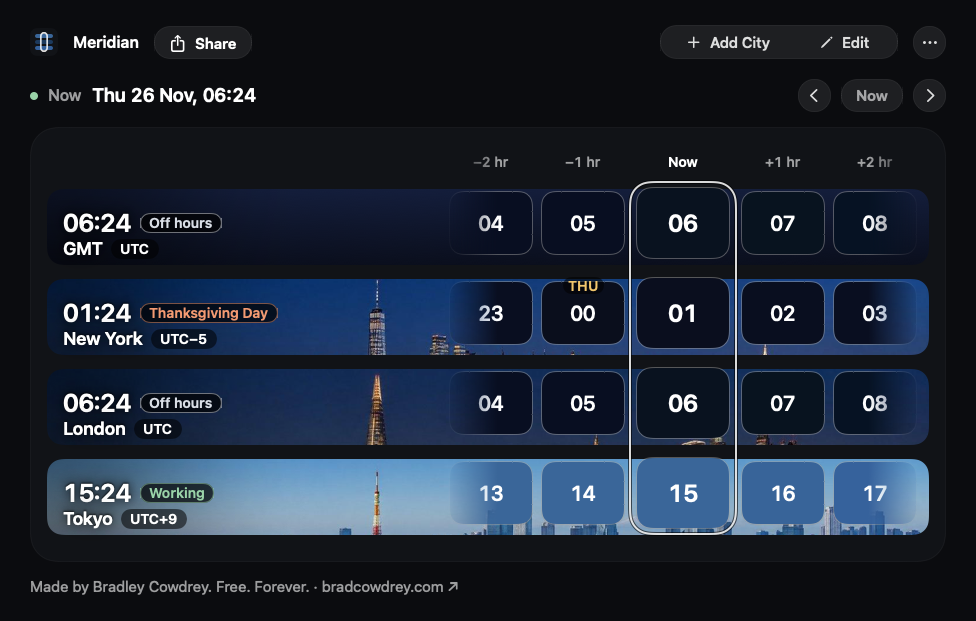 Meridian Share + Add City Edit ...
Now Thu 26 Nov, 06:24 Now
−2 hr −1 hr Now +1 hr +2 hr
06:24 Off hours
GMT UTC
04 05 06 07 08
THU
01:24 Thanksgiving Day
New York UTC−5
23 00 01 02 03
06:24 Off hours
London UTC
04 05 06 07 08
15:24 Working
Tokyo UTC+9
13 14 15 16 17
Made by Bradley Cowdrey. Free. Forever. · bradcowdrey.com ↗